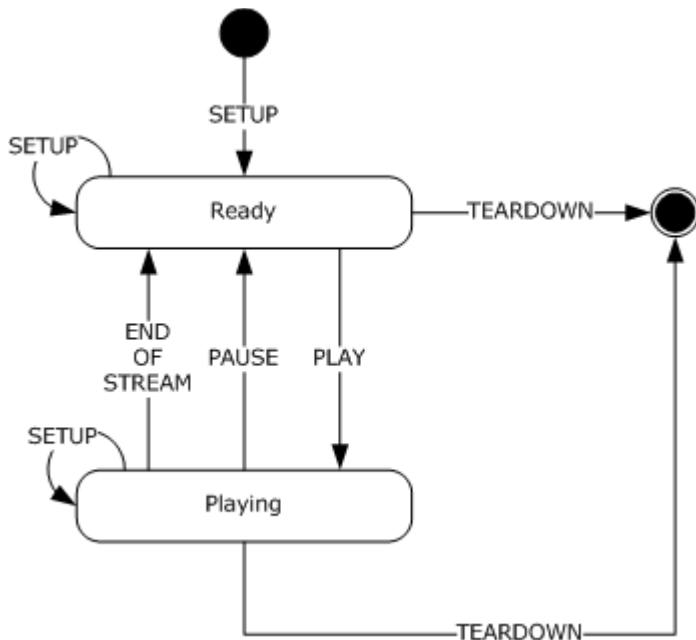 SETUP
SETUP
Ready
TEARDOWN
END
OF
STREAM
PAUSE
PLAY
SETUP
Playing
TEARDOWN